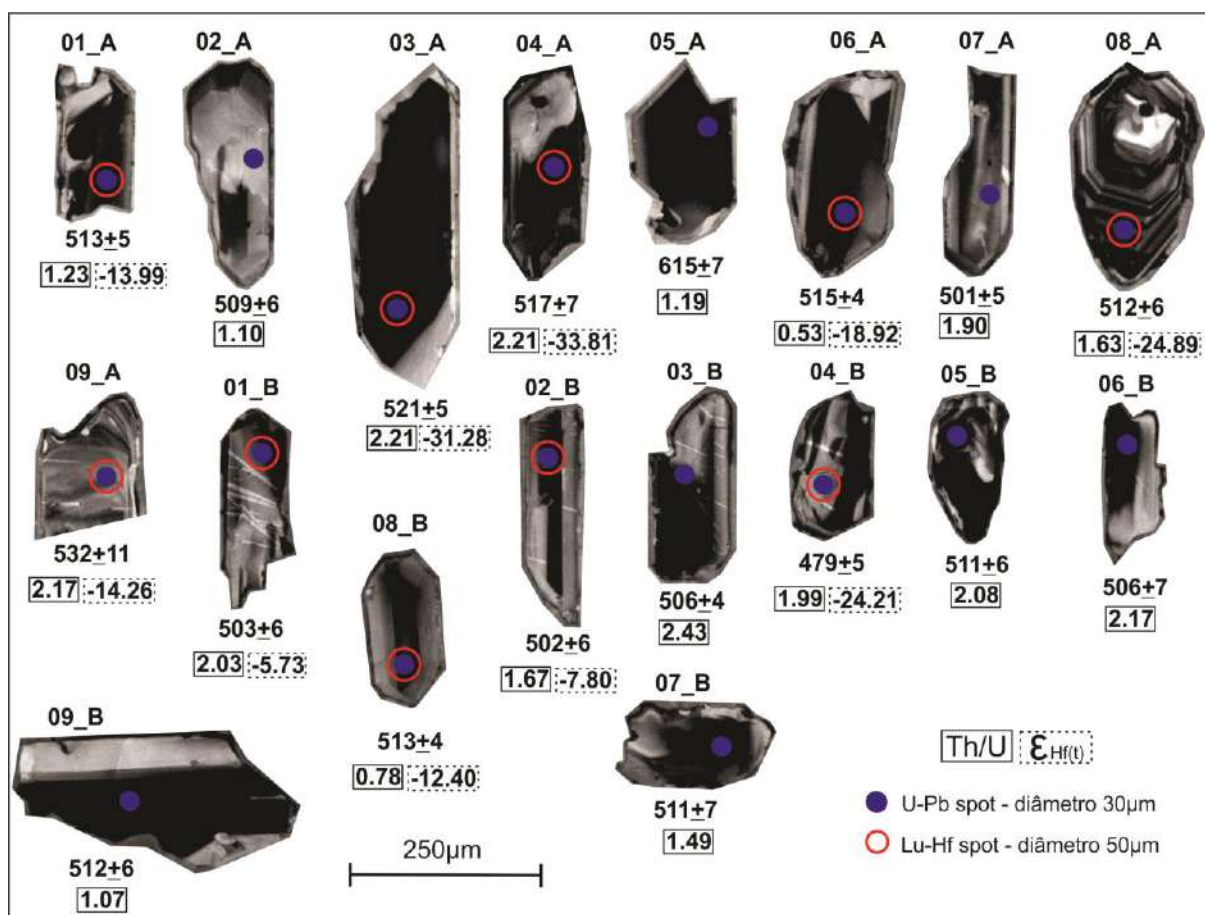 01_A
02_A
03_A
04_A
05_A
06_A
07_A
08_A
513±5
1.23 -13.99
509±6
1.10
521±5
2.21 -31.28
517±7
2.21 -33.81
615±7
1.19
515±4
0.53 -18.92
501±5
1.90
512±6
1.63 -24.89
09_A
01_B
08_B
02_B
03_B
04_B
05_B
06_B
532±11
2.17 -14.26
503±6
2.03 -5.73
513±4
0.78 -12.40
502±6
1.67 -7.80
506±4
2.43
479±5
1.99 -24.21
511±6
2.08
506±7
2.17
09_B
512±6
1.07
07_B
511±7
1.49
250µm
Th/U εHf(t)
U-Pb spot - diâmetro 30µm
Lu-Hf spot - diâmetro 50µm